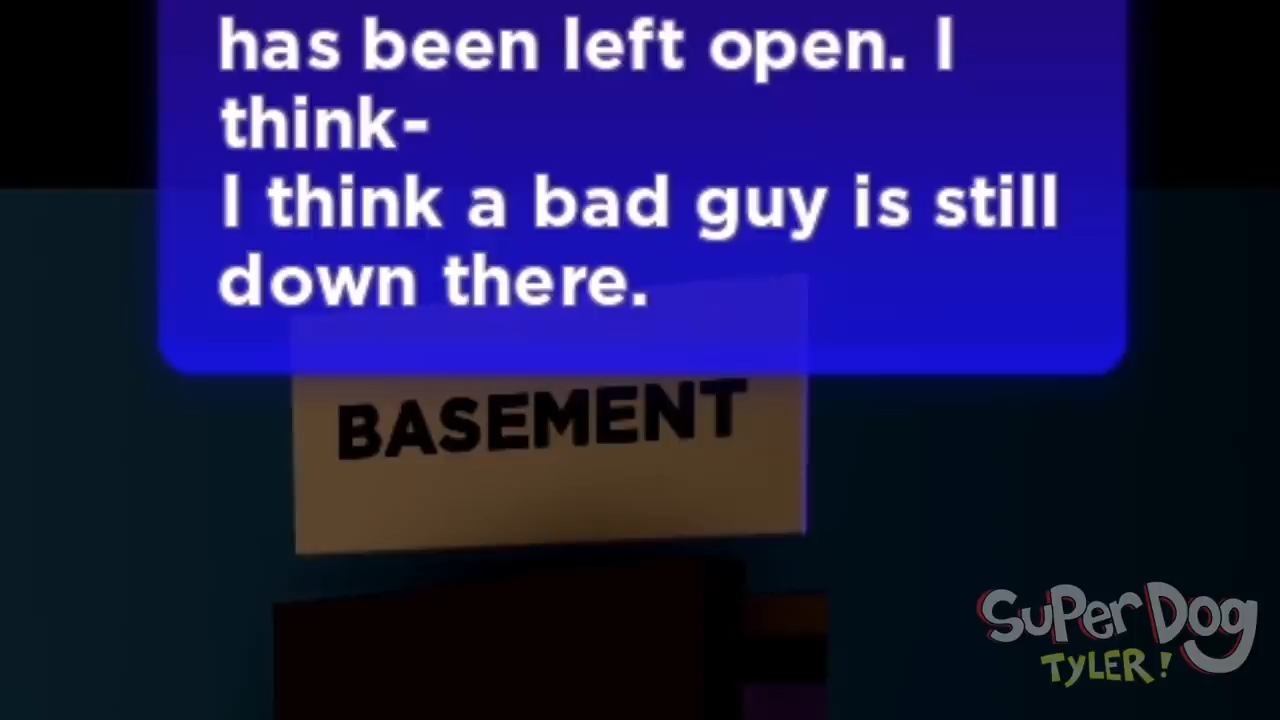 has been left open. I
think-
I think a bad guy is still
down there.
BASEMENT
SuPer Dog
TYLER!